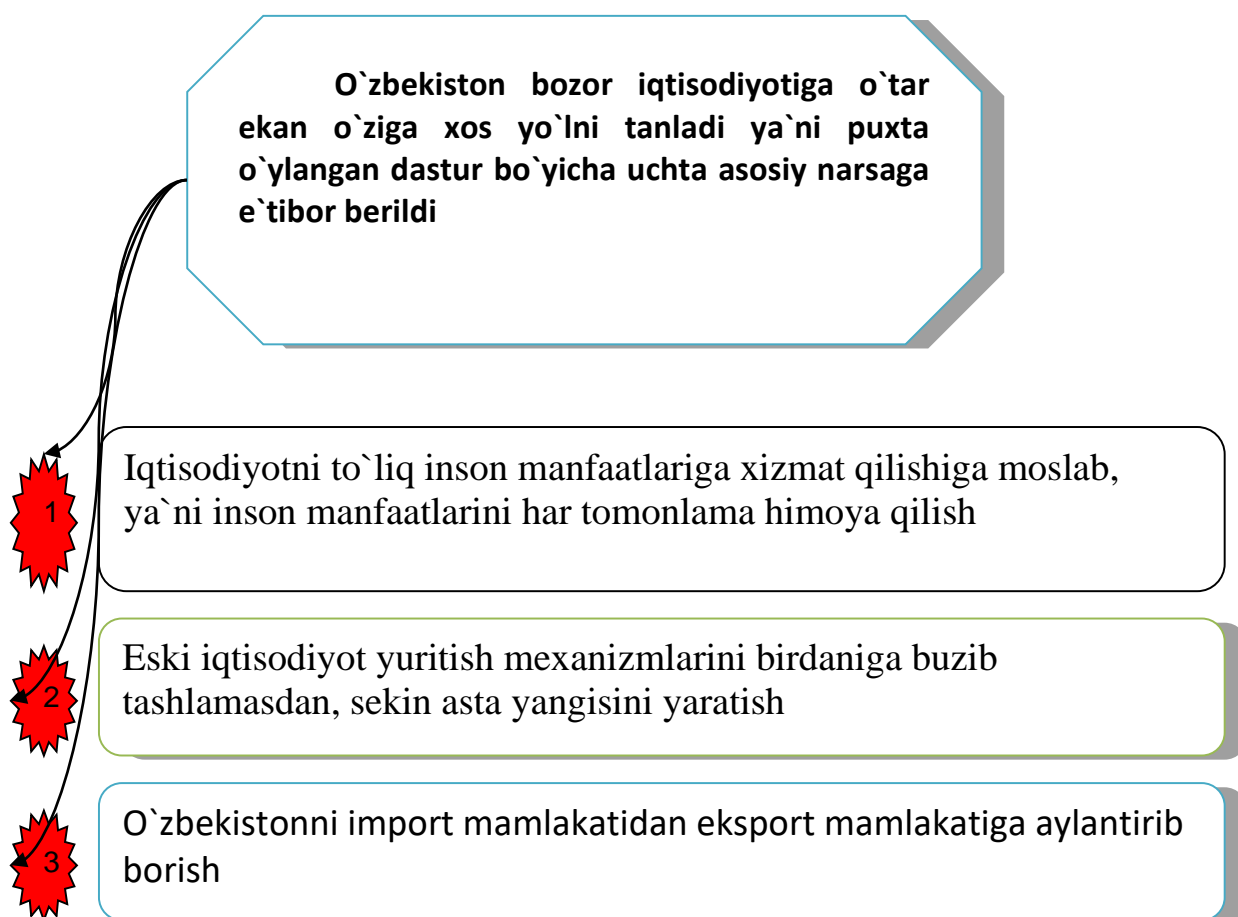 O`zbekiston bozor iqtisodiyotiga o`tar
ekan o`ziga xos yo`lni tanladi ya`ni puxta
o`ylangan dastur bo`yicha uchta asosiy narsaga
e`tibor berildi
1
Iqtisodiyotni to`liq inson manfaatlariga xizmat qilishiga moslab,
ya`ni inson manfaatlarini har tomonlama himoya qilish
2
Eski iqtisodiyot yuritish mexanizmlarini birdaniga buzib
tashlamasdan, sekin asta yangisini yaratish
3
O`zbekistonni import mamlakatidan eksport mamlakatiga aylantirib
borish